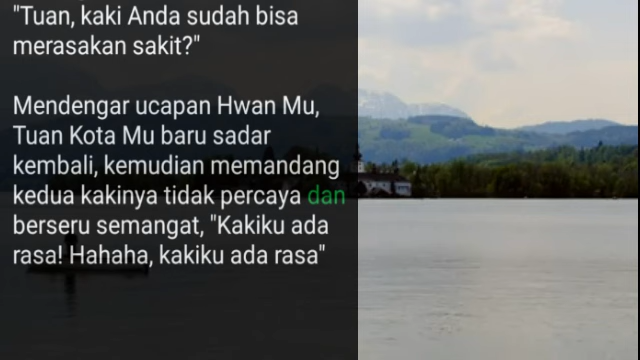 "Tuan, kaki Anda sudah bisa
merasakan sakit?"
Mendengar ucapan Hwan Mu,
Tuan Kota Mu baru sadar
kembali, kemudian memandang
kedua kakinya tidak percaya dan
berseru semangat, "Kakiku ada
rasa! Hahaha, kakiku ada rasa"